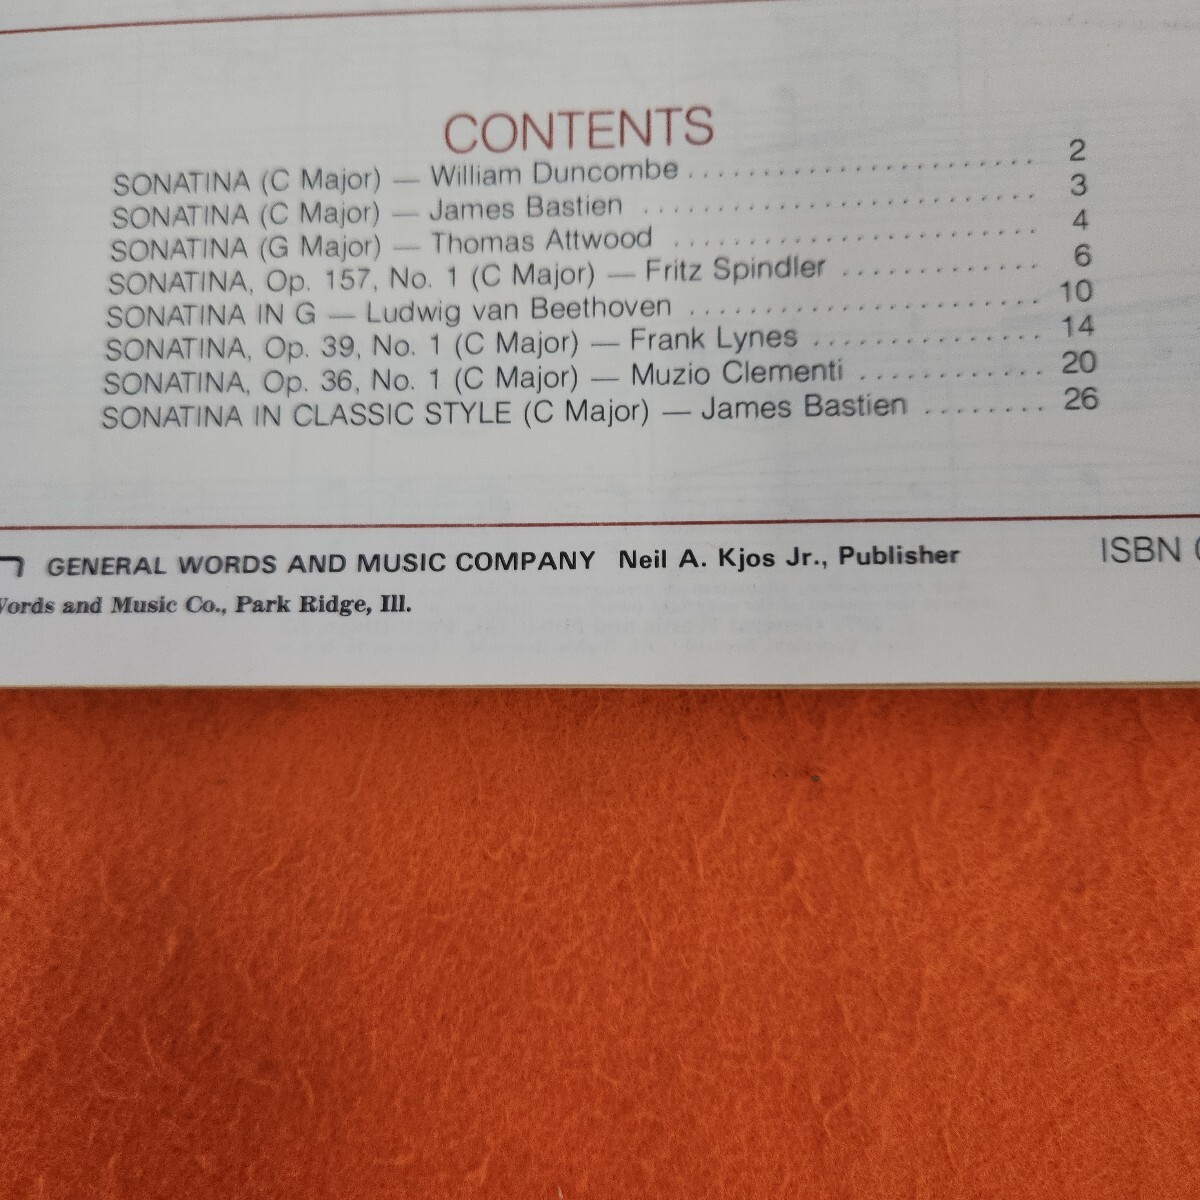 CONTENTS
SONATINA (C Major) — William Duncombe ....................... 2
SONATINA (C Major) — James Bastien ........................... 3
SONATINA (G Major) — Thomas Attwood ......................... 4
SONATINA, Op. 157, No. 1 (C Major) — Fritz Spindler .............. 6
SONATINA IN G — Ludwig van Beethoven ........................ 10
SONATINA, Op. 39, No. 1 (C Major) — Frank Lynes ................ 14
SONATINA, Op. 36, No. 1 (C Major) — Muzio Clementi ............. 20
SONATINA IN CLASSIC STYLE (C Major) — James Bastien ........ 26
GENERAL WORDS AND MUSIC COMPANY Neil A. Kjos Jr., Publisher ISBN
Words and Music Co., Park Ridge, Ill.